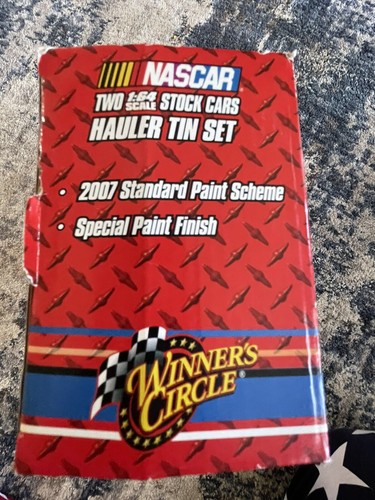 NASCAR®
TWO 1:64 SCALE STOCK CARS
HAULER TIN SET
• 2007 Standard Paint Scheme
• Special Paint Finish
WINNER'S
CIRCLE®